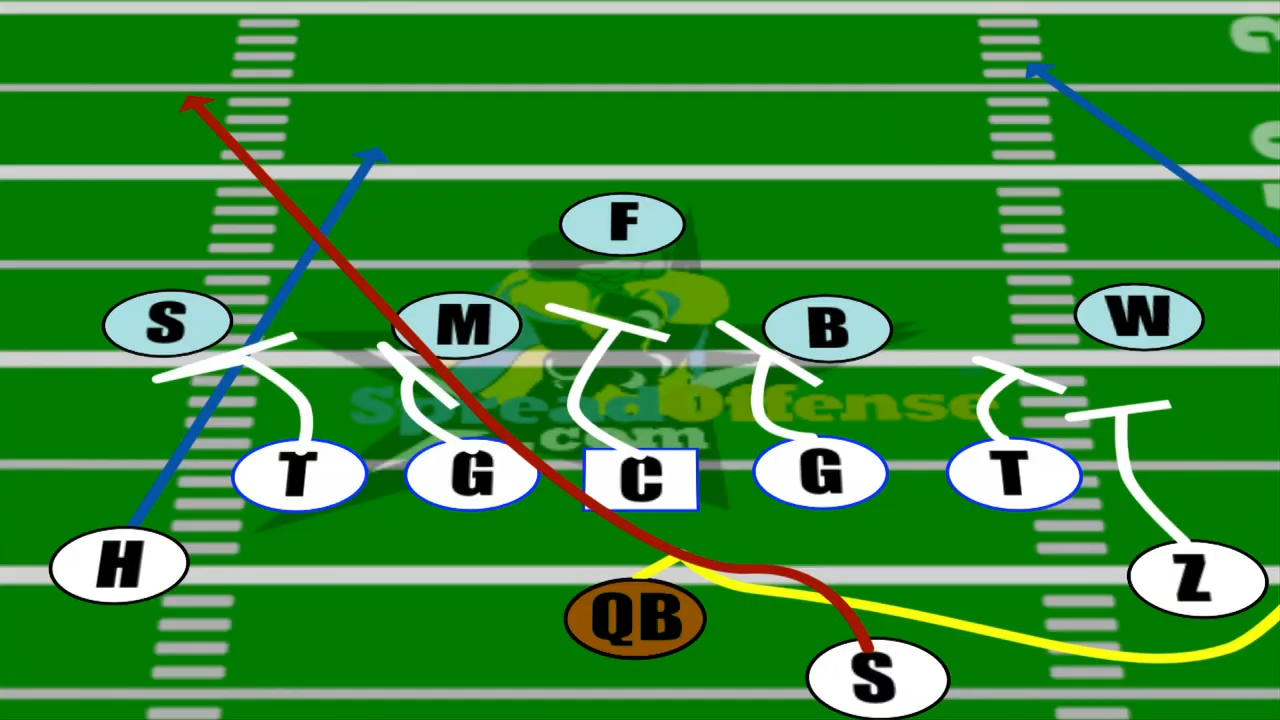 F
S M B W
SpreadOffense
.com
T G C G T
H Z
QB
S